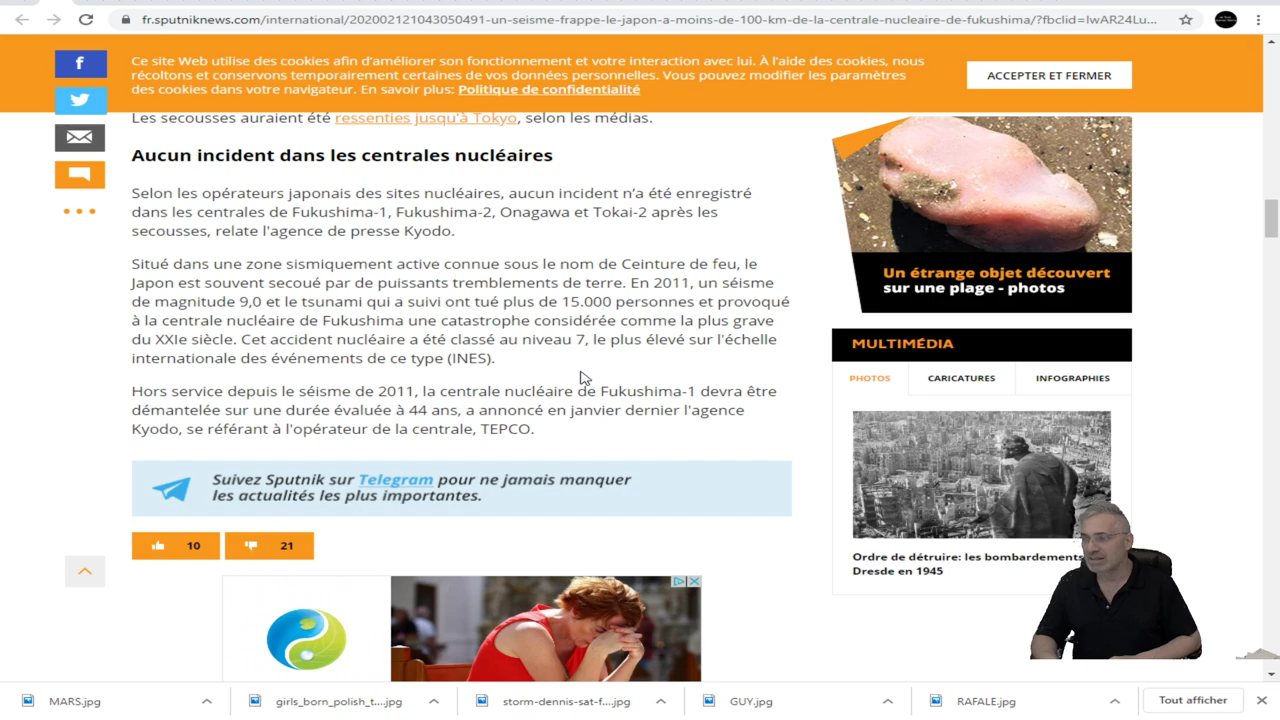 fr.sputniknews.com/international/202002121043050491-un-seisme-frappe-le-japon-a-moins-de-100-km-de-la-centrale-nucleaire-de-fukushima/?fbclid=IwAR24Lu...
Ce site Web utilise des cookies afin d’améliorer son fonctionnement et votre interaction avec lui. À l’aide des cookies, nous
récoltons et conservons temporairement certaines de vos données personnelles. Vous pouvez modifier les paramètres
des cookies dans votre navigateur. En savoir plus: Politique de confidentialité
ACCEPTER ET FERMER
Les secousses auraient été ressenties jusqu'à Tokyo, selon les médias.
Aucun incident dans les centrales nucléaires
Selon les opérateurs japonais des sites nucléaires, aucun incident n’a été enregistré
dans les centrales de Fukushima-1, Fukushima-2, Onagawa et Tokai-2 après les
secousses, relate l'agence de presse Kyodo.
Situé dans une zone sismiquement active connue sous le nom de Ceinture de feu, le
Japon est souvent secoué par de puissants tremblements de terre. En 2011, un séisme
de magnitude 9,0 et le tsunami qui a suivi ont tué plus de 15.000 personnes et provoqué
à la centrale nucléaire de Fukushima une catastrophe considérée comme la plus grave
du XXIe siècle. Cet accident nucléaire a été classé au niveau 7, le plus élevé sur l'échelle
internationale des événements de ce type (INES).
Hors service depuis le séisme de 2011, la centrale nucléaire de Fukushima-1 devra être
démantelée sur une durée évaluée à 44 ans, a annoncé en janvier dernier l'agence
Kyodo, se référant à l'opérateur de la centrale, TEPCO.
Suivez Sputnik sur Telegram pour ne jamais manquer
les actualités les plus importantes.
10
21
Un étrange objet découvert
sur une plage - photos
MULTIMÉDIA
PHOTOS
CARICATURES
INFOGRAPHIES
Ordre de détruire: les bombardements
Dresde en 1945
MARS.jpg
girls_born_polish_t....jpg
storm-dennis-sat-f....jpg
GUY.jpg
RAFALE.jpg
Tout afficher